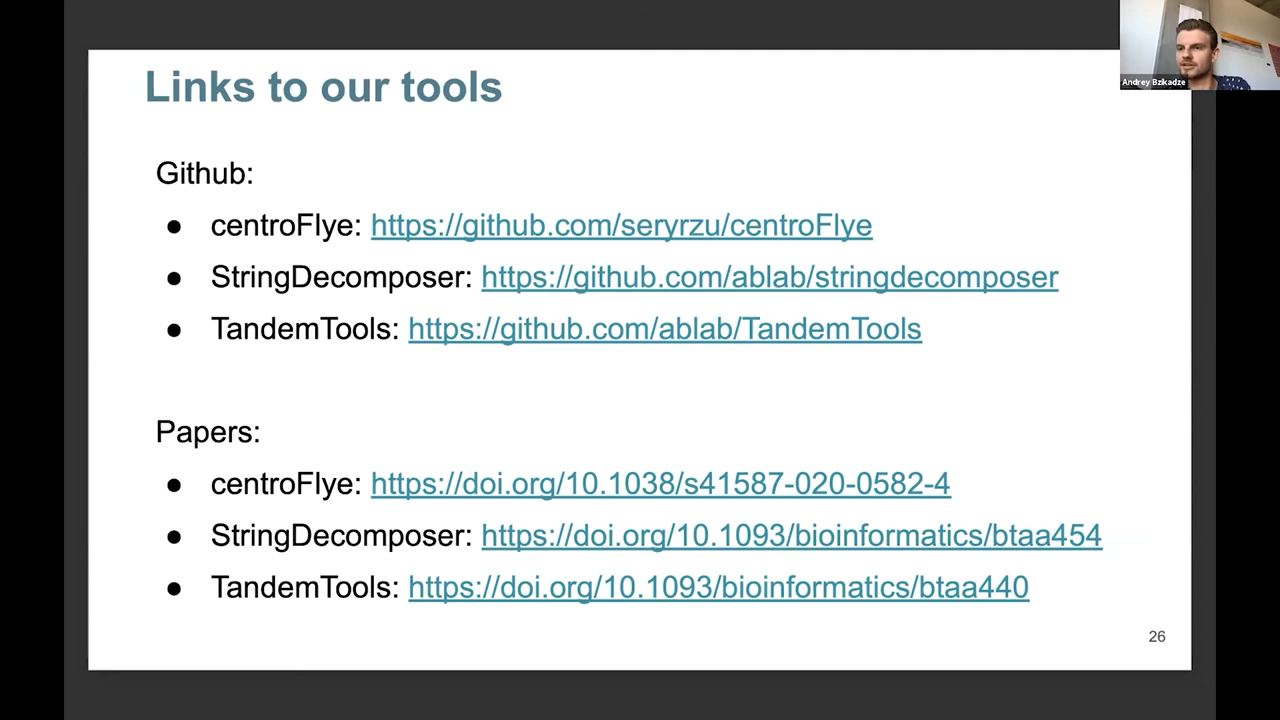 Links to our tools
Andrey Bzikadze
Github:
● centroFlye: https://github.com/seryrzu/centroFlye
● StringDecomposer: https://github.com/ablab/stringdecomposer
● TandemTools: https://github.com/ablab/TandemTools
Papers:
● centroFlye: https://doi.org/10.1038/s41587-020-0582-4
● StringDecomposer: https://doi.org/10.1093/bioinformatics/btaa454
● TandemTools: https://doi.org/10.1093/bioinformatics/btaa440
26